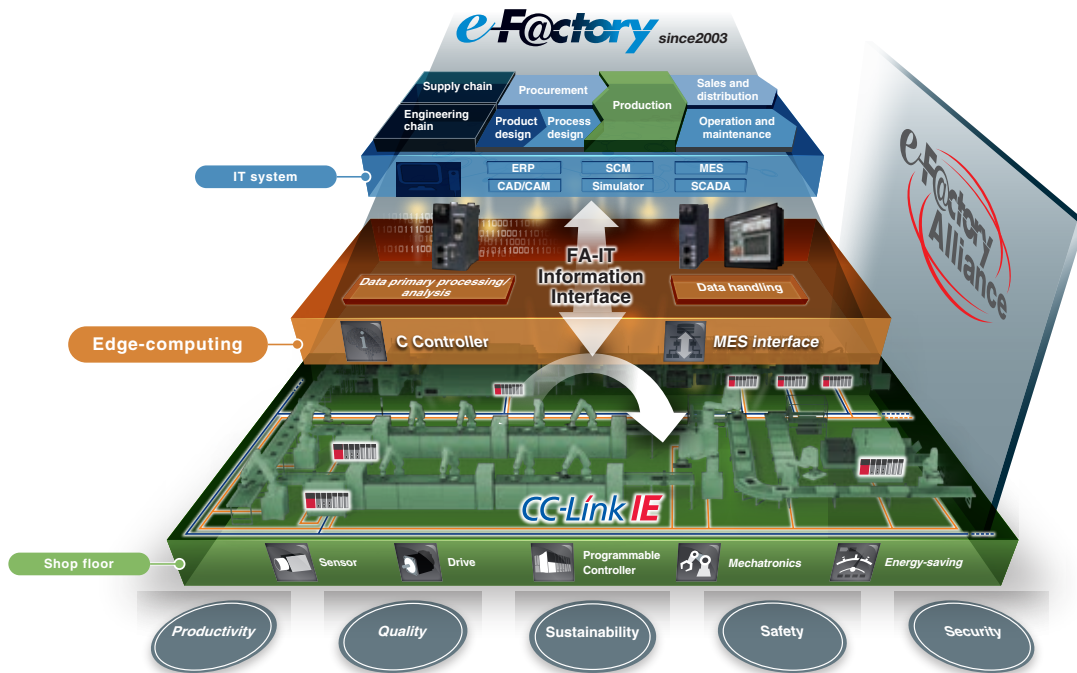 e-F@ctory since2003
Supply chain
Procurement
Production
Sales and
distribution
Engineering
chain
Product
design
Process
design
Operation and
maintenance
IT system
ERP
SCM
MES
CAD/CAM
Simulator
SCADA
e-F@ctory
Alliance
FA-IT
Information
Interface
Data primary processing/
analysis
Data handling
Edge-computing
C Controller
MES interface
CC-Link IE
Shop floor
Sensor
Drive
Programmable
Controller
Mechatronics
Energy-saving
Productivity
Quality
Sustainability
Safety
Security